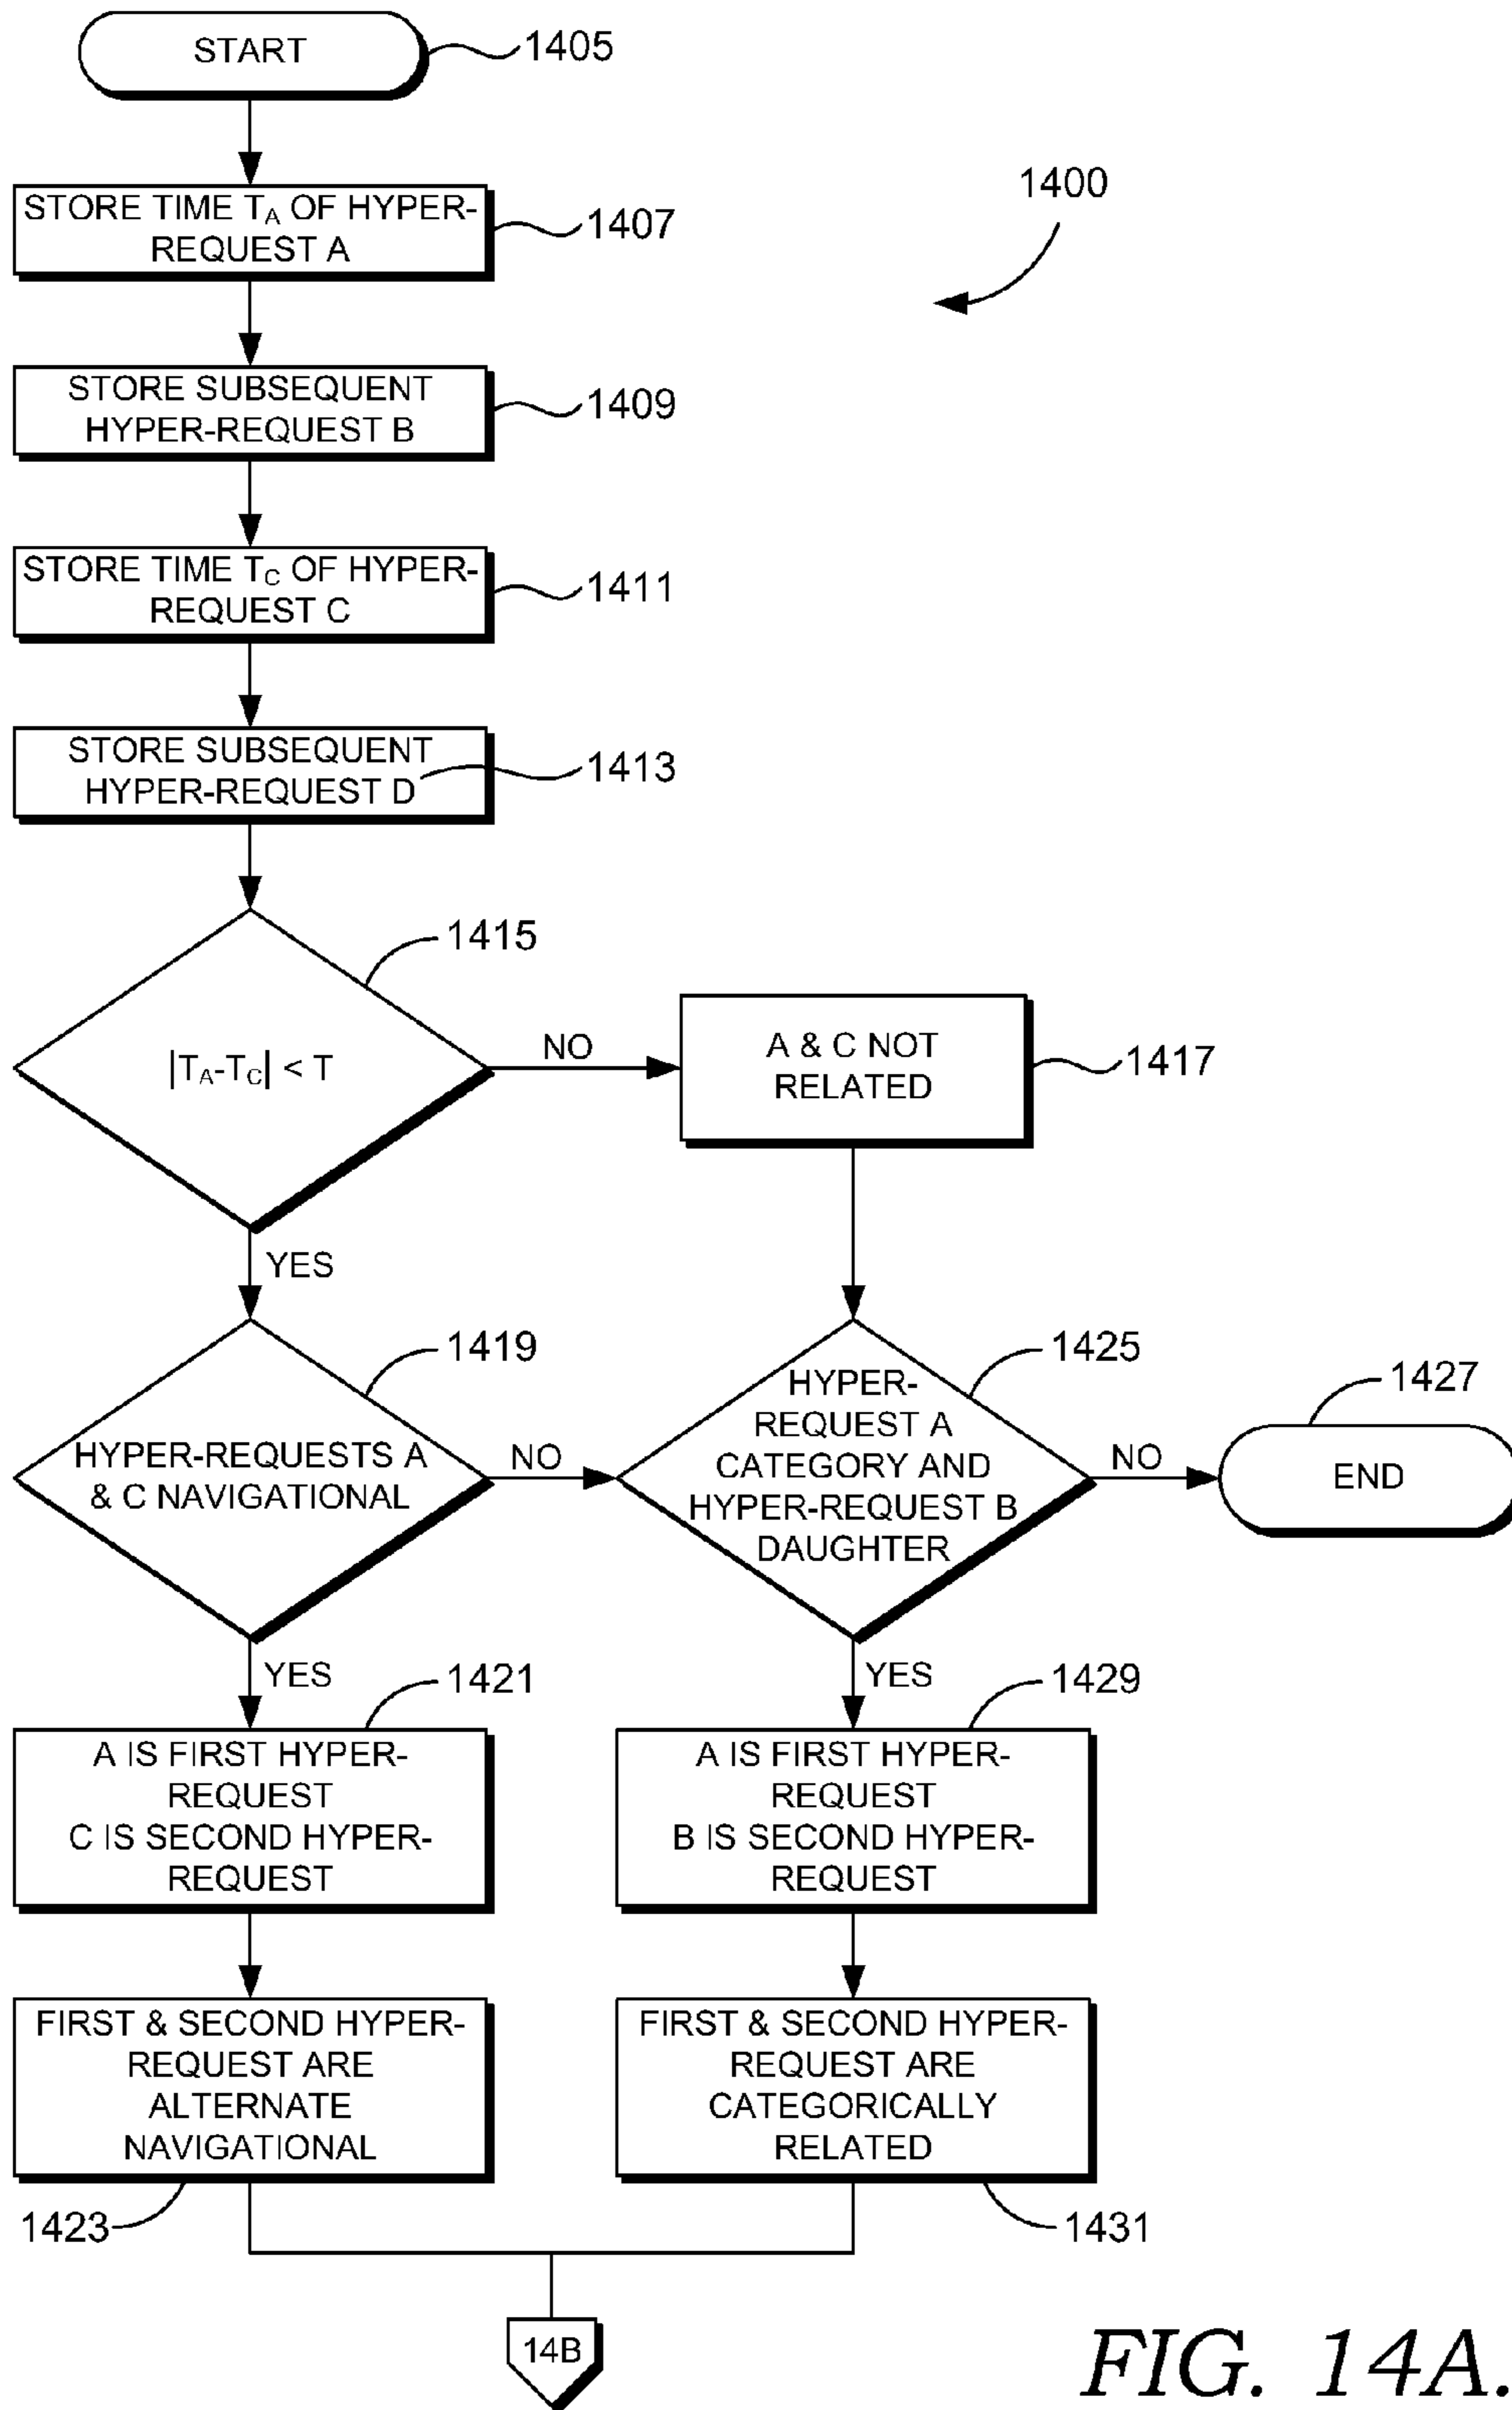 START
1405
STORE TIME TA OF HYPER-
REQUEST A
1407
1400
STORE SUBSEQUENT
HYPER-REQUEST B
1409
STORE TIME TC OF HYPER-
REQUEST C
1411
STORE SUBSEQUENT
HYPER-REQUEST D
1413
1415
|TA-TC| < T
NO
A & C NOT
RELATED
1417
YES
1419
HYPER-REQUESTS A
& C NAVIGATIONAL
NO
1425
HYPER-
REQUEST A
CATEGORY AND
HYPER-REQUEST B
DAUGHTER
NO
1427
END
YES
1421
A IS FIRST HYPER-
REQUEST
C IS SECOND HYPER-
REQUEST
YES
1429
A IS FIRST HYPER-
REQUEST
B IS SECOND HYPER-
REQUEST
FIRST & SECOND HYPER-
REQUEST ARE
ALTERNATE
NAVIGATIONAL
1423
FIRST & SECOND HYPER-
REQUEST ARE
CATEGORICALLY
RELATED
1431
14B
FIG. 14A.